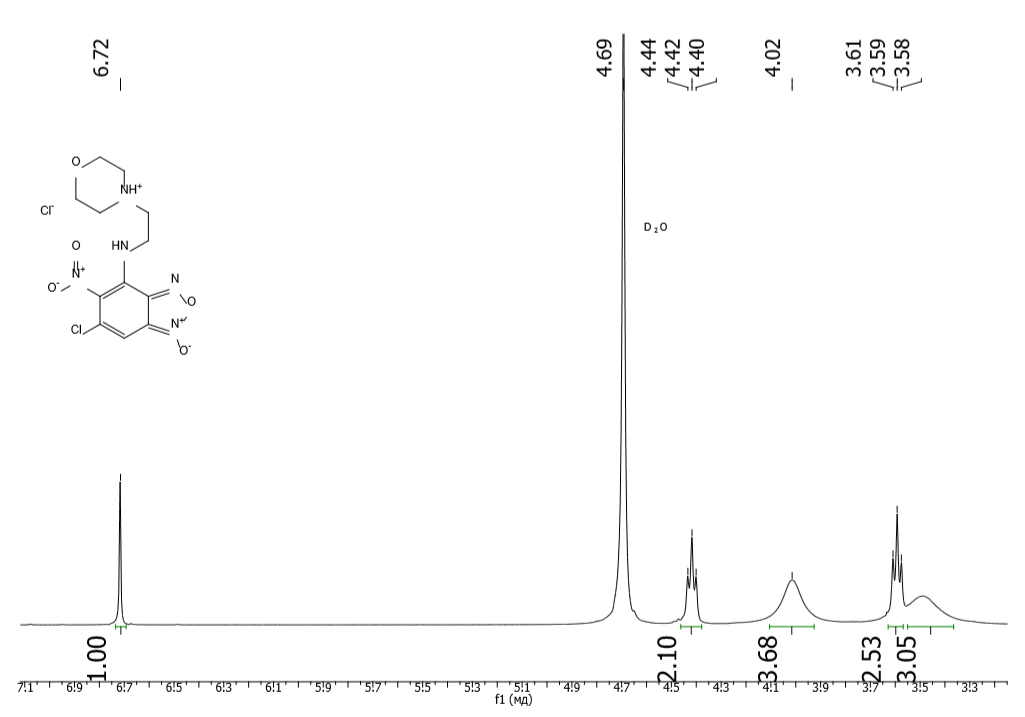 6.72
4.69
4.44
4.42
4.40
4.02
3.61
3.59
3.58
O
NH+
Cl-
HN
O
N+
O-
N
O
Cl
N+
O-
D2O
1.00
2.10
3.68
2.53
3.05
7.1 6.9 6.7 6.5 6.3 6.1 5.9 5.7 5.5 5.3 5.1 4.9 4.7 4.5 4.3 4.1 3.9 3.7 3.5 3.3
f1 (мд)